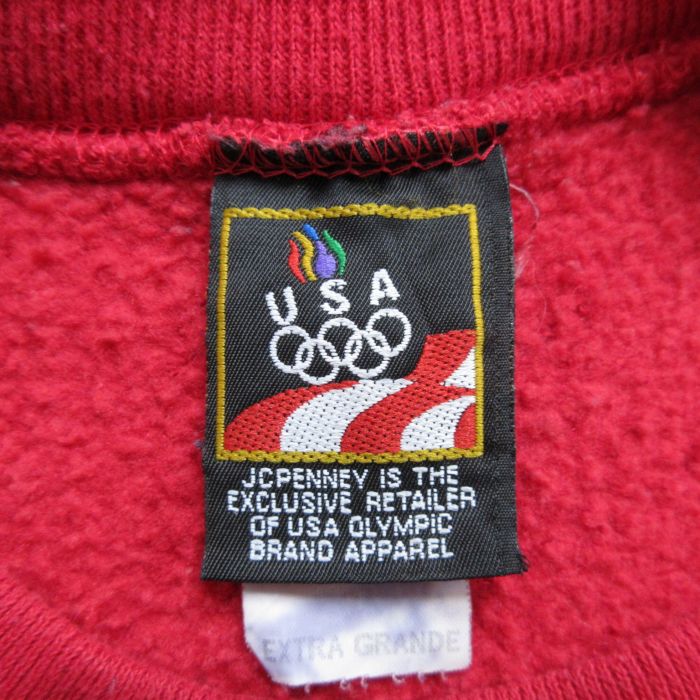 USA
JCPENNEY IS THE
EXCLUSIVE RETAILER
OF USA OLYMPIC
BRAND APPAREL
EXTRA GRANDE